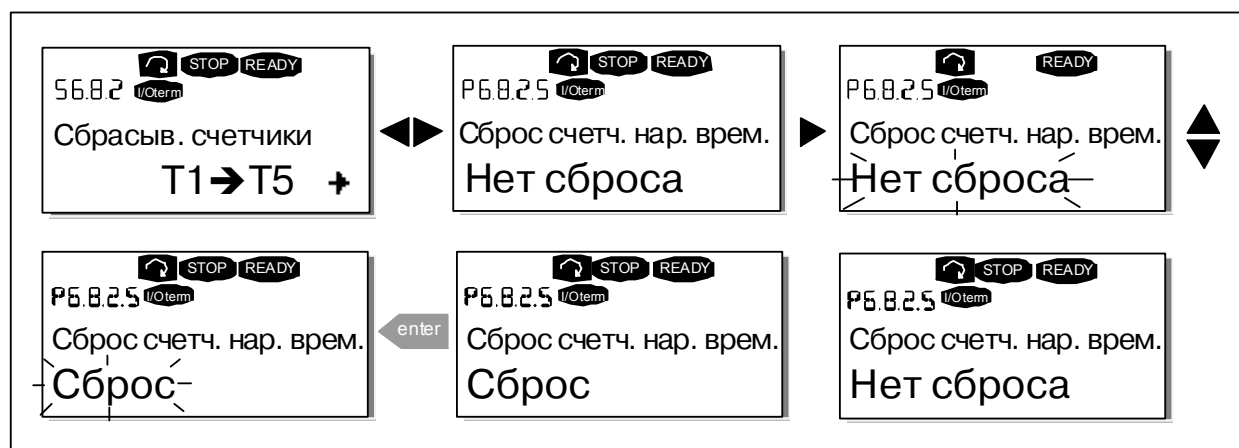 STOP READY
S6.8.2 I/Oterm
Сбрасыв. счетчики
T1➔T5
STOP READY
P6.8.2.5 I/Oterm
Сброс счетч. нар. врем.
Нет сброса
READY
P6.8.2.5 I/Oterm
Сброс счетч. нар. врем.
Нет сброса
STOP READY
P6.8.2.5 I/Oterm
Сброс счетч. нар. врем.
Сброс
enter
STOP READY
P6.8.2.5 I/Oterm
Сброс счетч. нар. врем.
Сброс
STOP READY
P6.8.2.5 I/Oterm
Сброс счетч. нар. врем.
Нет сброса